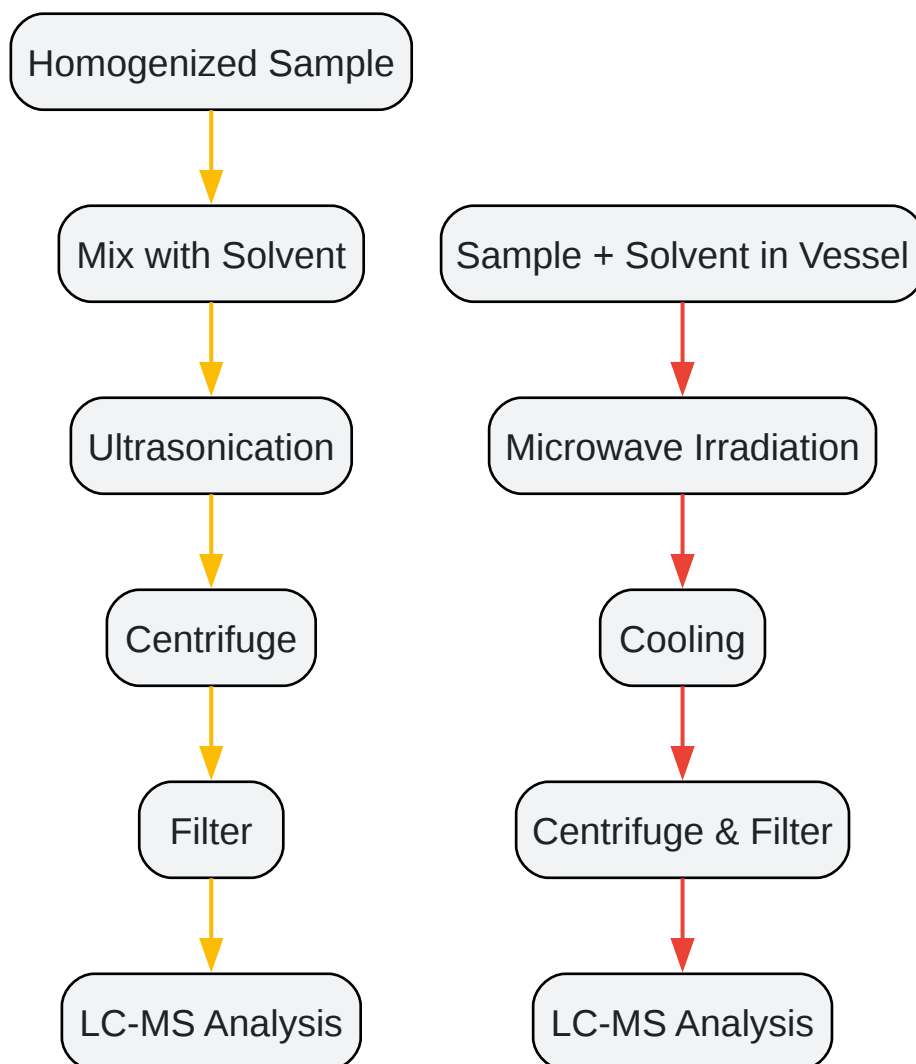 Homogenized Sample
Mix with Solvent
Ultrasonication
Centrifuge
Filter
LC-MS Analysis
Sample + Solvent in Vessel
Microwave Irradiation
Cooling
Centrifuge & Filter
LC-MS Analysis